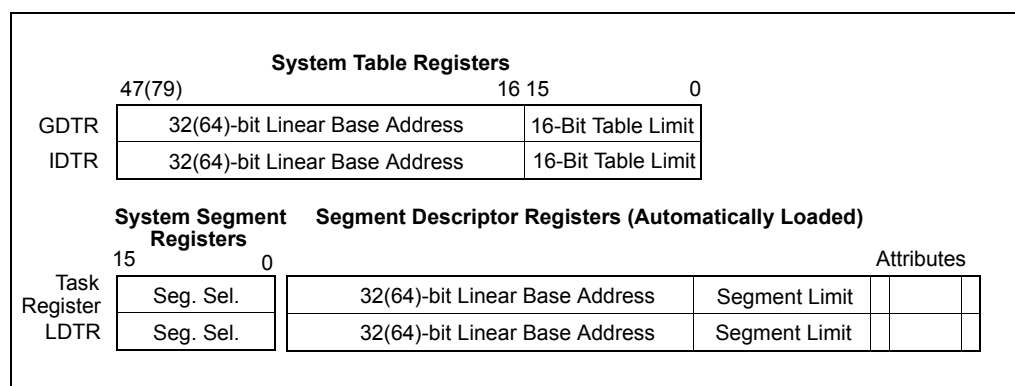 System Table Registers
47(79) 16 15 0
GDTR 32(64)-bit Linear Base Address 16-Bit Table Limit
IDTR 32(64)-bit Linear Base Address 16-Bit Table Limit
System Segment Segment Descriptor Registers (Automatically Loaded)
Registers
15 0 Attributes
Task
Register Seg. Sel. 32(64)-bit Linear Base Address Segment Limit
LDTR Seg. Sel. 32(64)-bit Linear Base Address Segment Limit